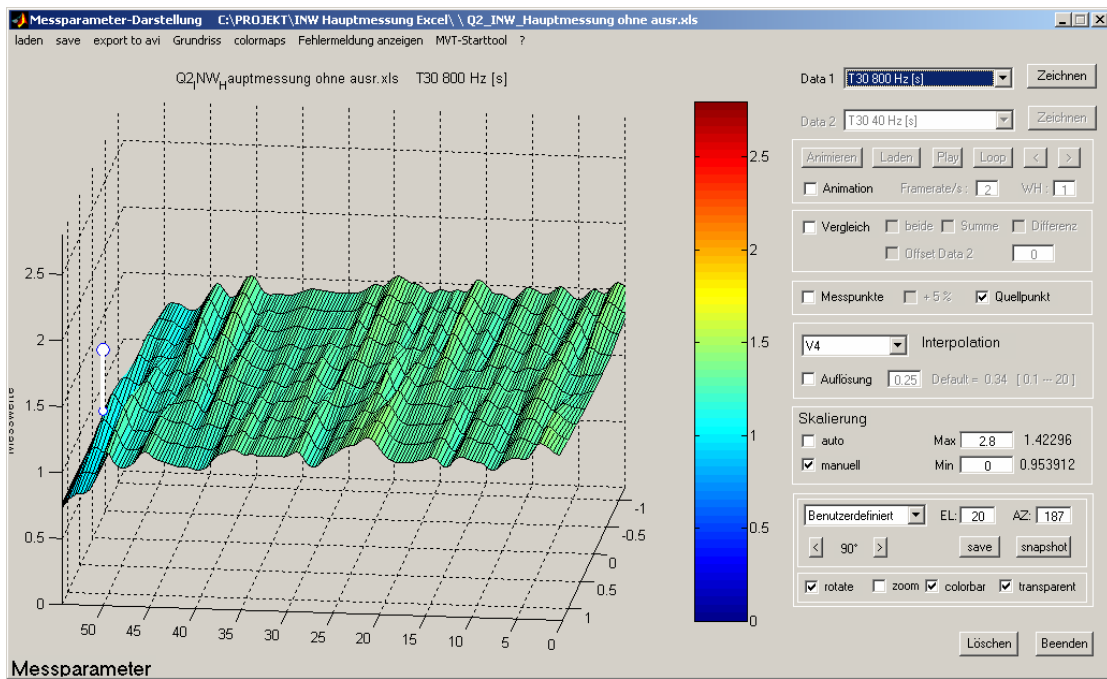 Messparameter-Darstellung C:\PROJEKT\INW Hauptmessung Excel\ \ Q2_INW_Hauptmessung ohne ausr.xls
laden save export to avi Grundriss colormaps Fehlermeldung anzeigen MVT-Starttool ?
Q2INWHauptmessung ohne ausr.xls T30 800 Hz [s]
Messwerte
2.5
2
1.5
1
0.5
0
50 45 40 35 30 25 20 15 10 5 0
-1
-0.5
0
0.5
1
2.5
2
1.5
1
0.5
0
Data 1 T30 800 Hz [s] Zeichnen
Data 2 T30 40 Hz [s] Zeichnen
Animieren Laden Play Loop < >
Animation Framerate/s : 2 WH : 1
Vergleich beide Summe Differenz
Offset Data 2 0
Messpunkte + 5 % Quellpunkt
V4 Interpolation
Auflösung 0.25 Default = 0.34 [ 0.1 --- 20 ]
Skalierung
auto Max 2.8 1.42296
manuell Min 0 0.953912
Benutzerdefiniert EL: 20 AZ: 187
< 90° > save snapshot
rotate zoom colorbar transparent
Löschen Beenden
Messparameter